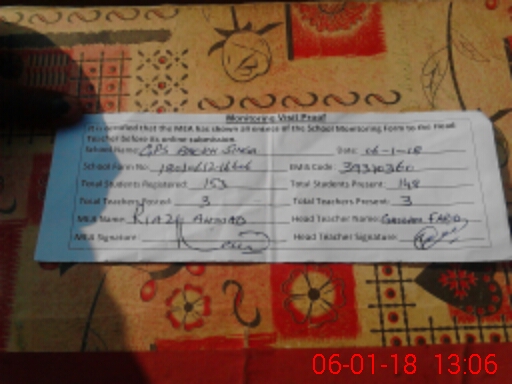 Monitoring Visit Proof
It is certified that the MEA has shown all entries of the School Monitoring Form to the Head
Teacher before its online submission.
School Name: GPS Singa Date: 06-1-18
School Form No: EMIS Code:
Total Students Registered: 153 Total Students Present: 148
Total Teachers Posted: 3 Total Teachers Present: 3
MEA Name: RIAZ AHMAD Head Teacher Name: Farid
MEA Signature: Head Teacher Signature:
06-01-18 13:06